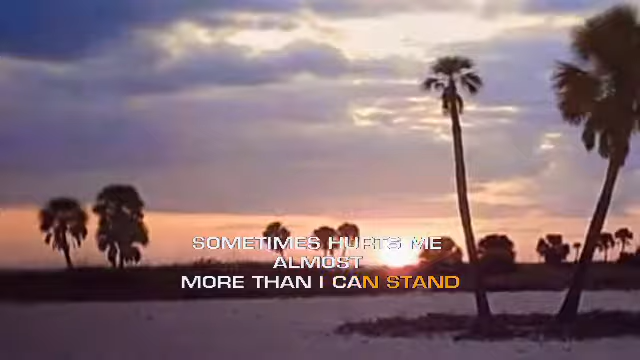 SOMETIMES HURTS ME
ALMOST
MORE THAN I CAN STAND